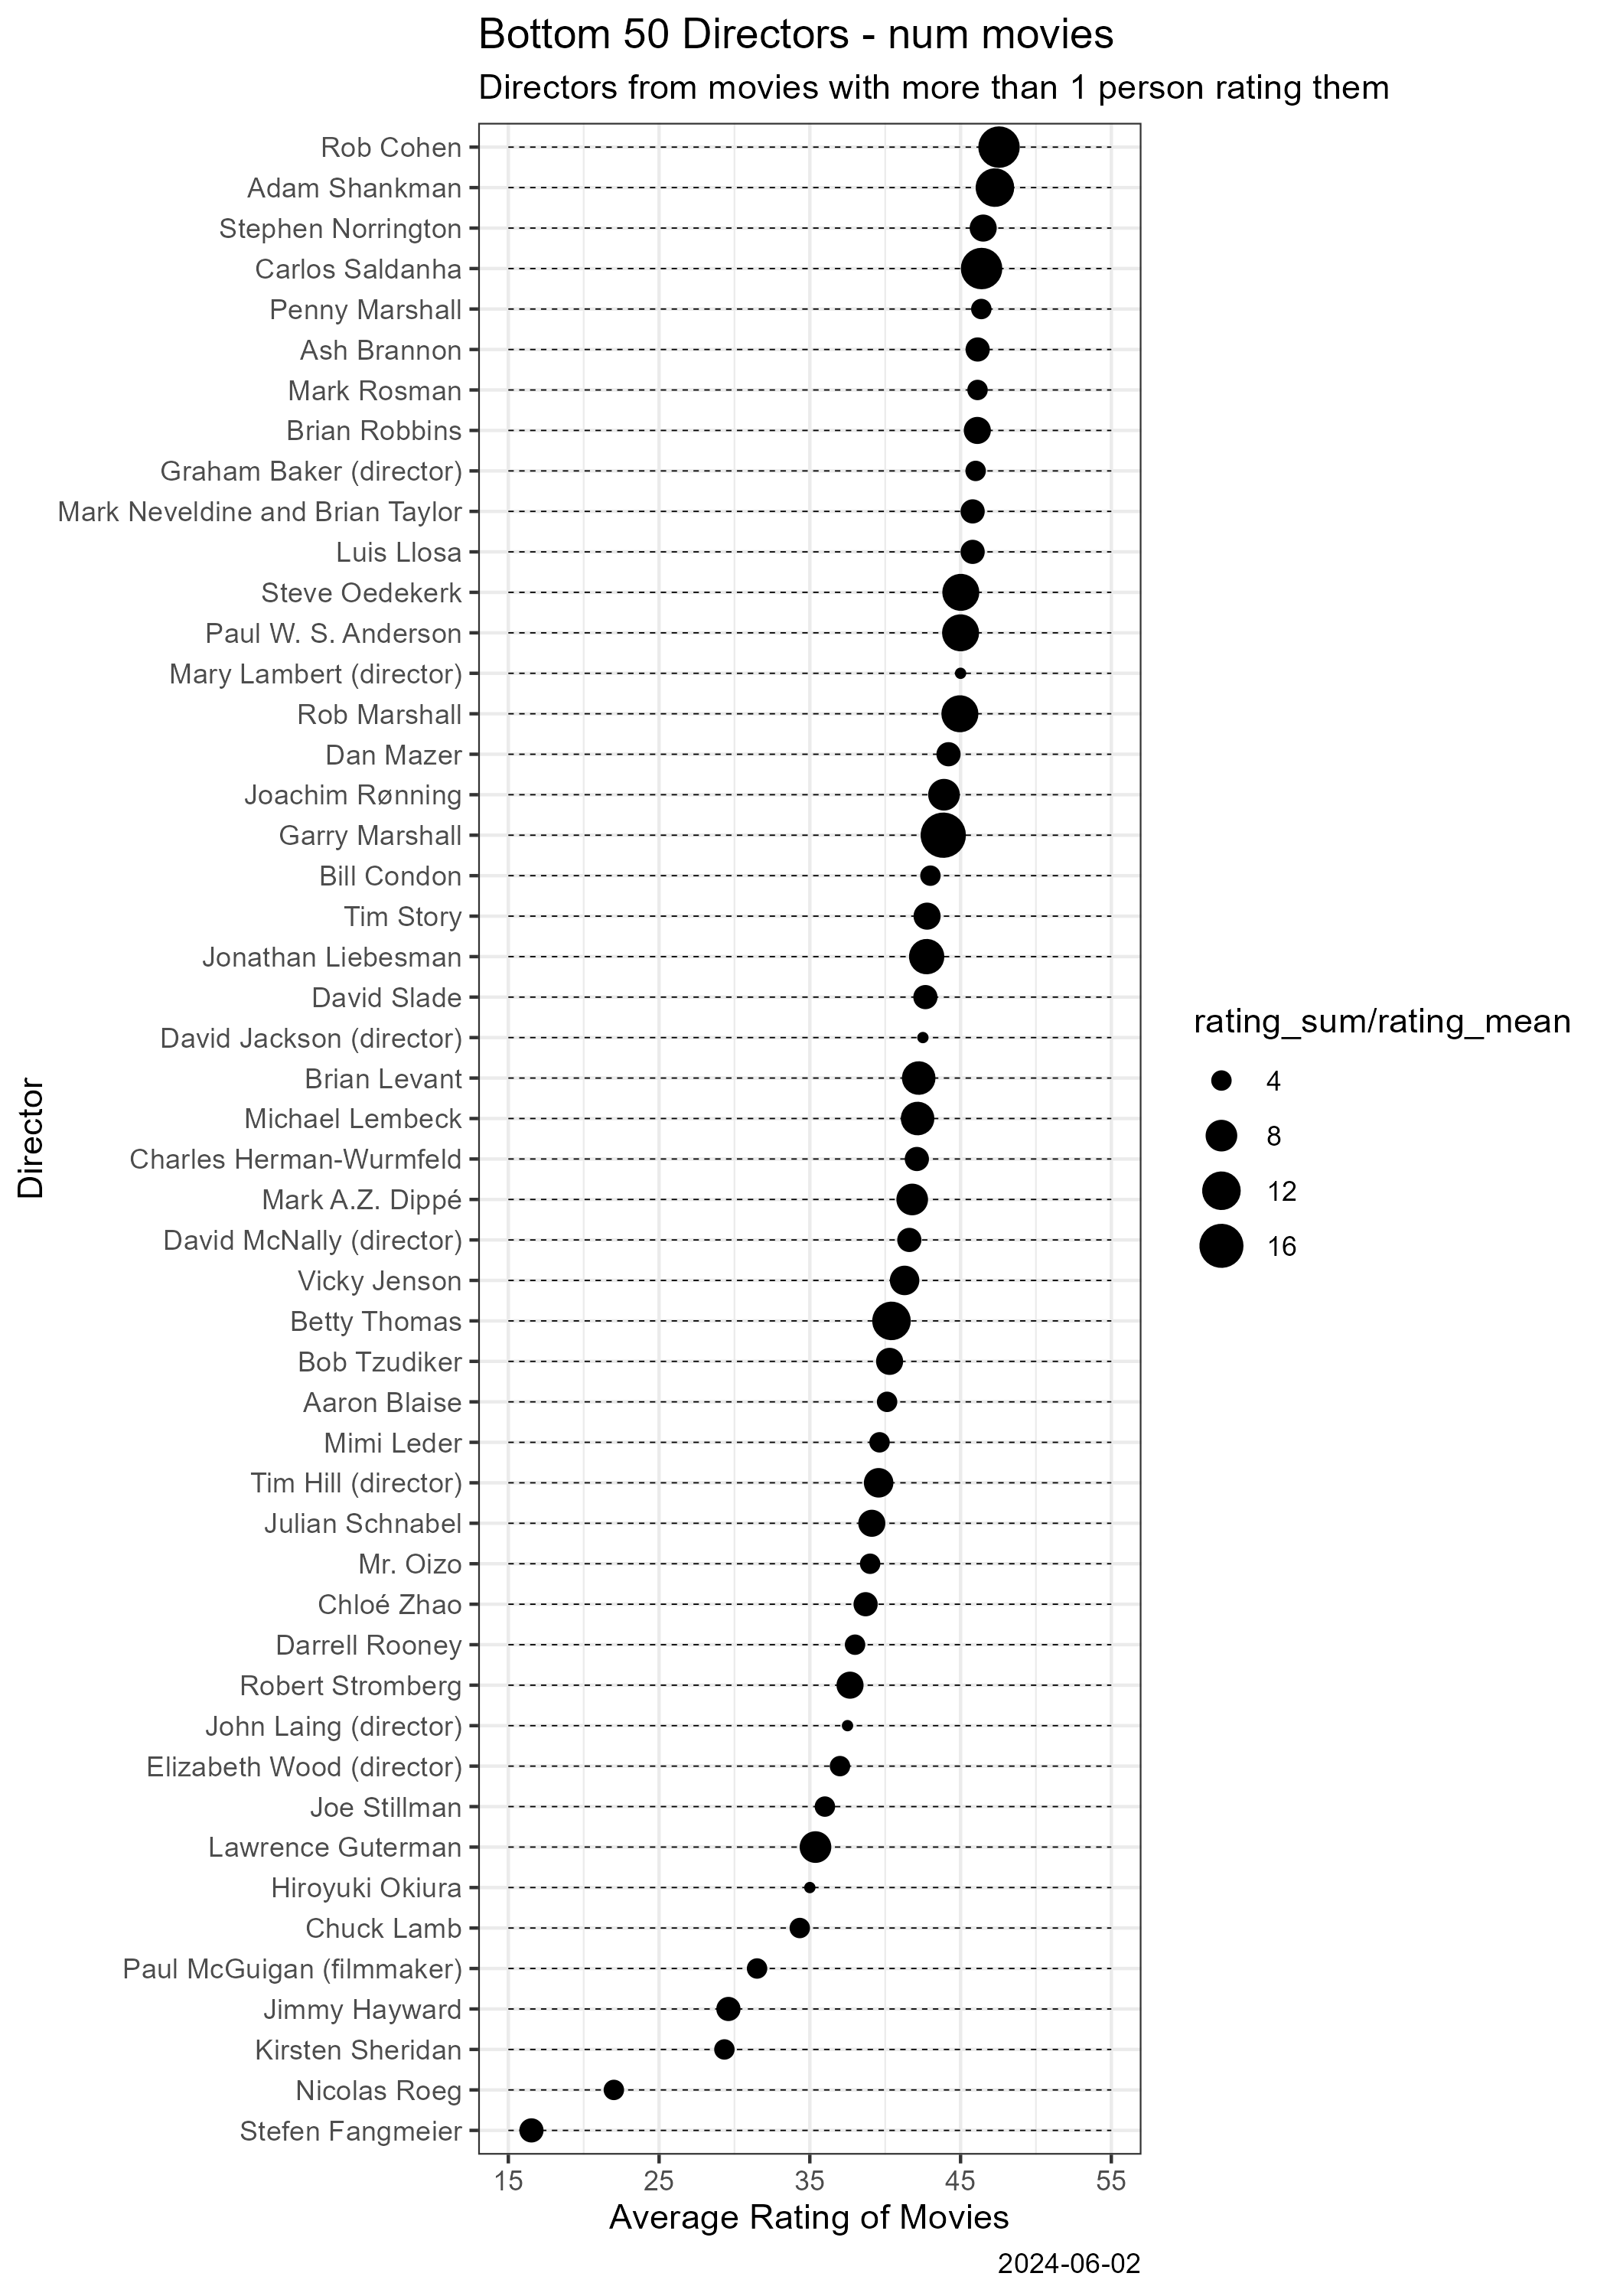 Bottom 50 Directors - num movies
Directors from movies with more than 1 person rating them
Rob Cohen
Adam Shankman
Stephen Norrington
Carlos Saldanha
Penny Marshall
Ash Brannon
Mark Rosman
Brian Robbins
Graham Baker (director)
Mark Neveldine and Brian Taylor
Luis Llosa
Steve Oedekerk
Paul W. S. Anderson
Mary Lambert (director)
Rob Marshall
Dan Mazer
Joachim Rønning
Garry Marshall
Bill Condon
Tim Story
Jonathan Liebesman
David Slade
David Jackson (director)
Brian Levant
Michael Lembeck
Charles Herman-Wurmfeld
Mark A.Z. Dippé
David McNally (director)
Vicky Jenson
Betty Thomas
Bob Tzudiker
Aaron Blaise
Mimi Leder
Tim Hill (director)
Julian Schnabel
Mr. Oizo
Chloé Zhao
Darrell Rooney
Robert Stromberg
John Laing (director)
Elizabeth Wood (director)
Joe Stillman
Lawrence Guterman
Hiroyuki Okiura
Chuck Lamb
Paul McGuigan (filmmaker)
Jimmy Hayward
Kirsten Sheridan
Nicolas Roeg
Stefen Fangmeier
Director
15 25 35 45 55
Average Rating of Movies
rating_sum/rating_mean
4
8
12
16
2024-06-02